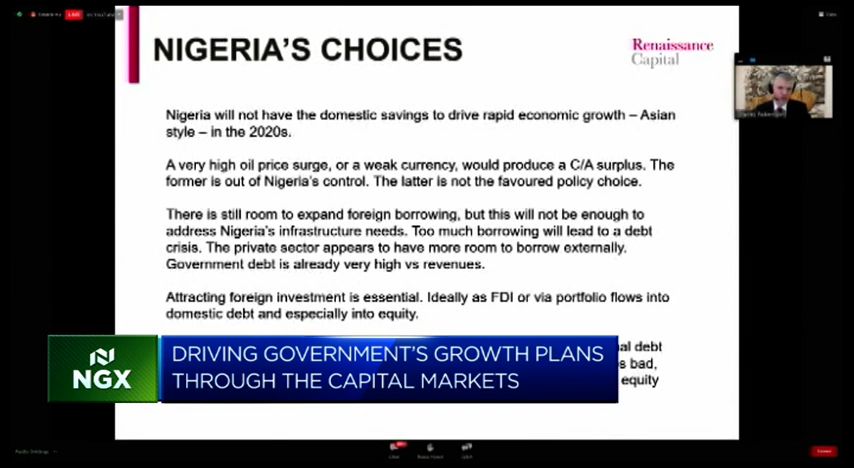 NIGERIA'S CHOICES
Renaissance
Capital
Nigeria will not have the domestic savings to drive rapid economic growth – Asian
style – in the 2020s.
A very high oil price surge, or a weak currency, would produce a C/A surplus. The
former is out of Nigeria's control. The latter is not the favoured policy choice.
There is still room to expand foreign borrowing, but this will not be enough to
address Nigeria's infrastructure needs. Too much borrowing will lead to a debt
crisis. The private sector appears to have more room to borrow externally.
Government debt is already very high vs revenues.
Attracting foreign investment is essential. Ideally as FDI or via portfolio flows into
domestic debt and especially into equity.
debt
bad,
equity
NGX
DRIVING GOVERNMENT'S GROWTH PLANS
THROUGH THE CAPITAL MARKETS